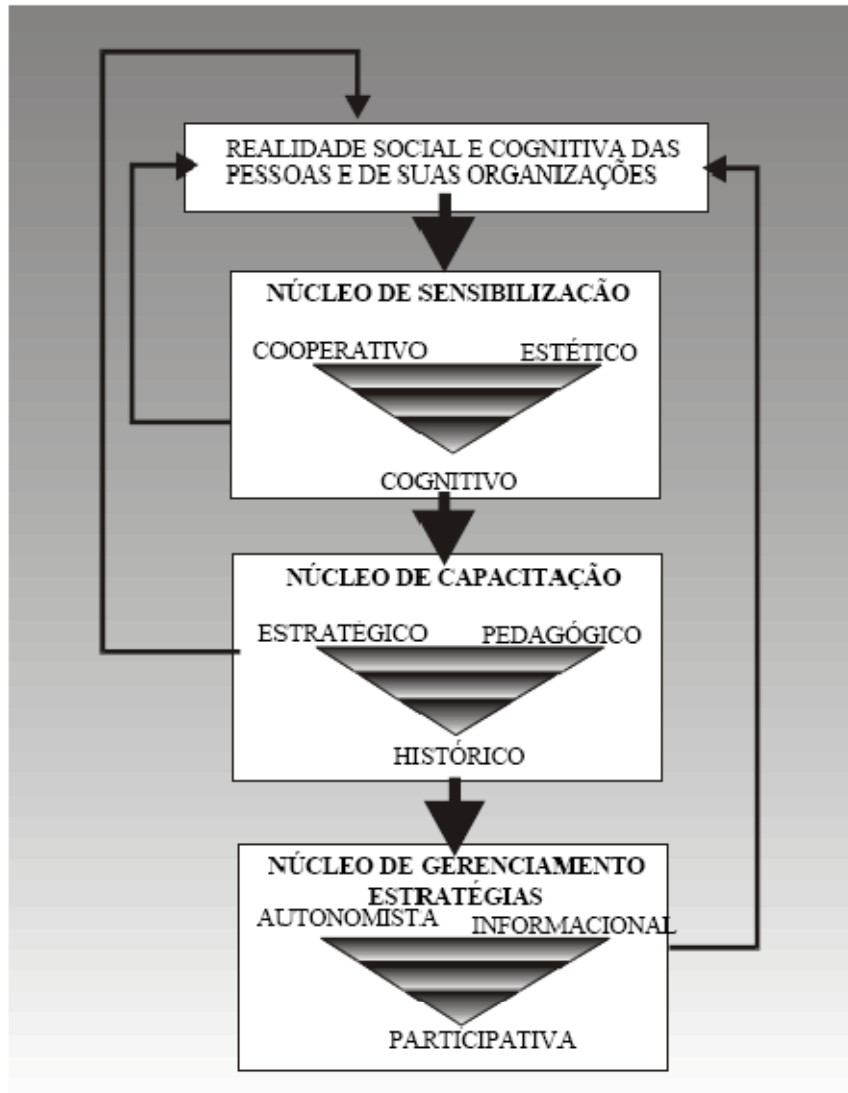 REALIDADE SOCIAL E COGNITIVA DAS
PESSOAS E DE SUAS ORGANIZAÇÕES
NÚCLEO DE SENSIBILIZAÇÃO
COOPERATIVO ESTÉTICO
COGNITIVO
NÚCLEO DE CAPACITAÇÃO
ESTRATÉGICO PEDAGÓGICO
HISTÓRICO
NÚCLEO DE GERENCIAMENTO
ESTRATÉGIAS
AUTONOMISTA INFORMACIONAL
PARTICIPATIVA